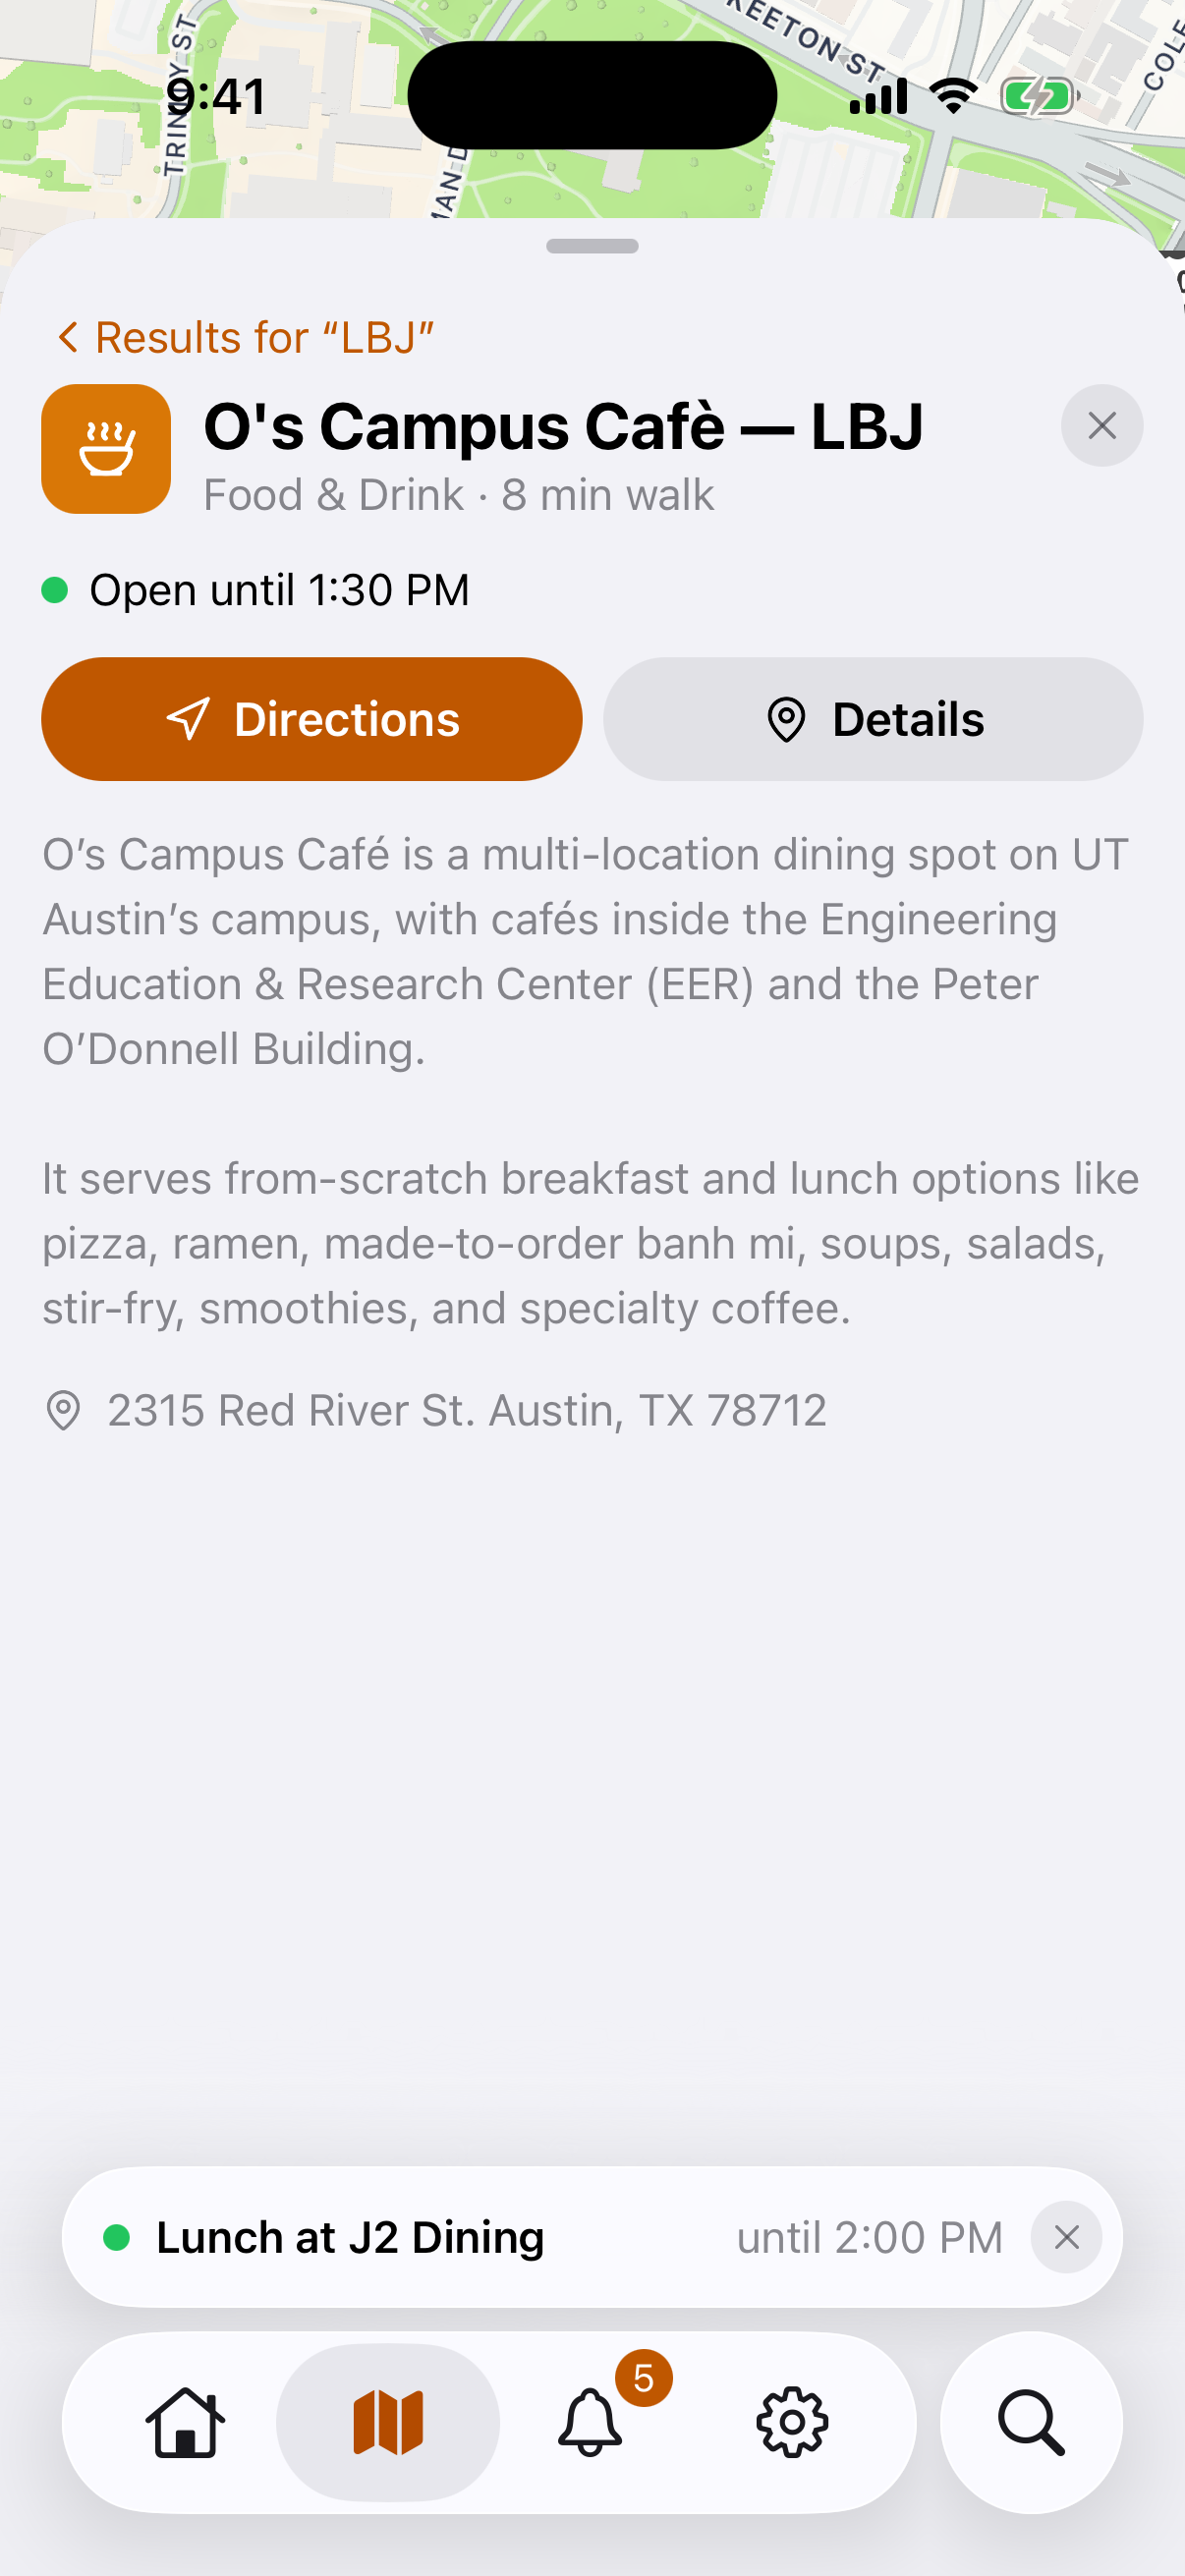 TRINITY ST
KEETON ST
9:41
Results for “LBJ”
O's Campus Cafè — LBJ
Food & Drink · 8 min walk
Open until 1:30 PM
Directions
Details
O’s Campus Café is a multi-location dining spot on UT
Austin’s campus, with cafés inside the Engineering
Education & Research Center (EER) and the Peter
O’Donnell Building.
It serves from-scratch breakfast and lunch options like
pizza, ramen, made-to-order banh mi, soups, salads,
stir-fry, smoothies, and specialty coffee.
2315 Red River St. Austin, TX 78712
Lunch at J2 Dining
until 2:00 PM
5